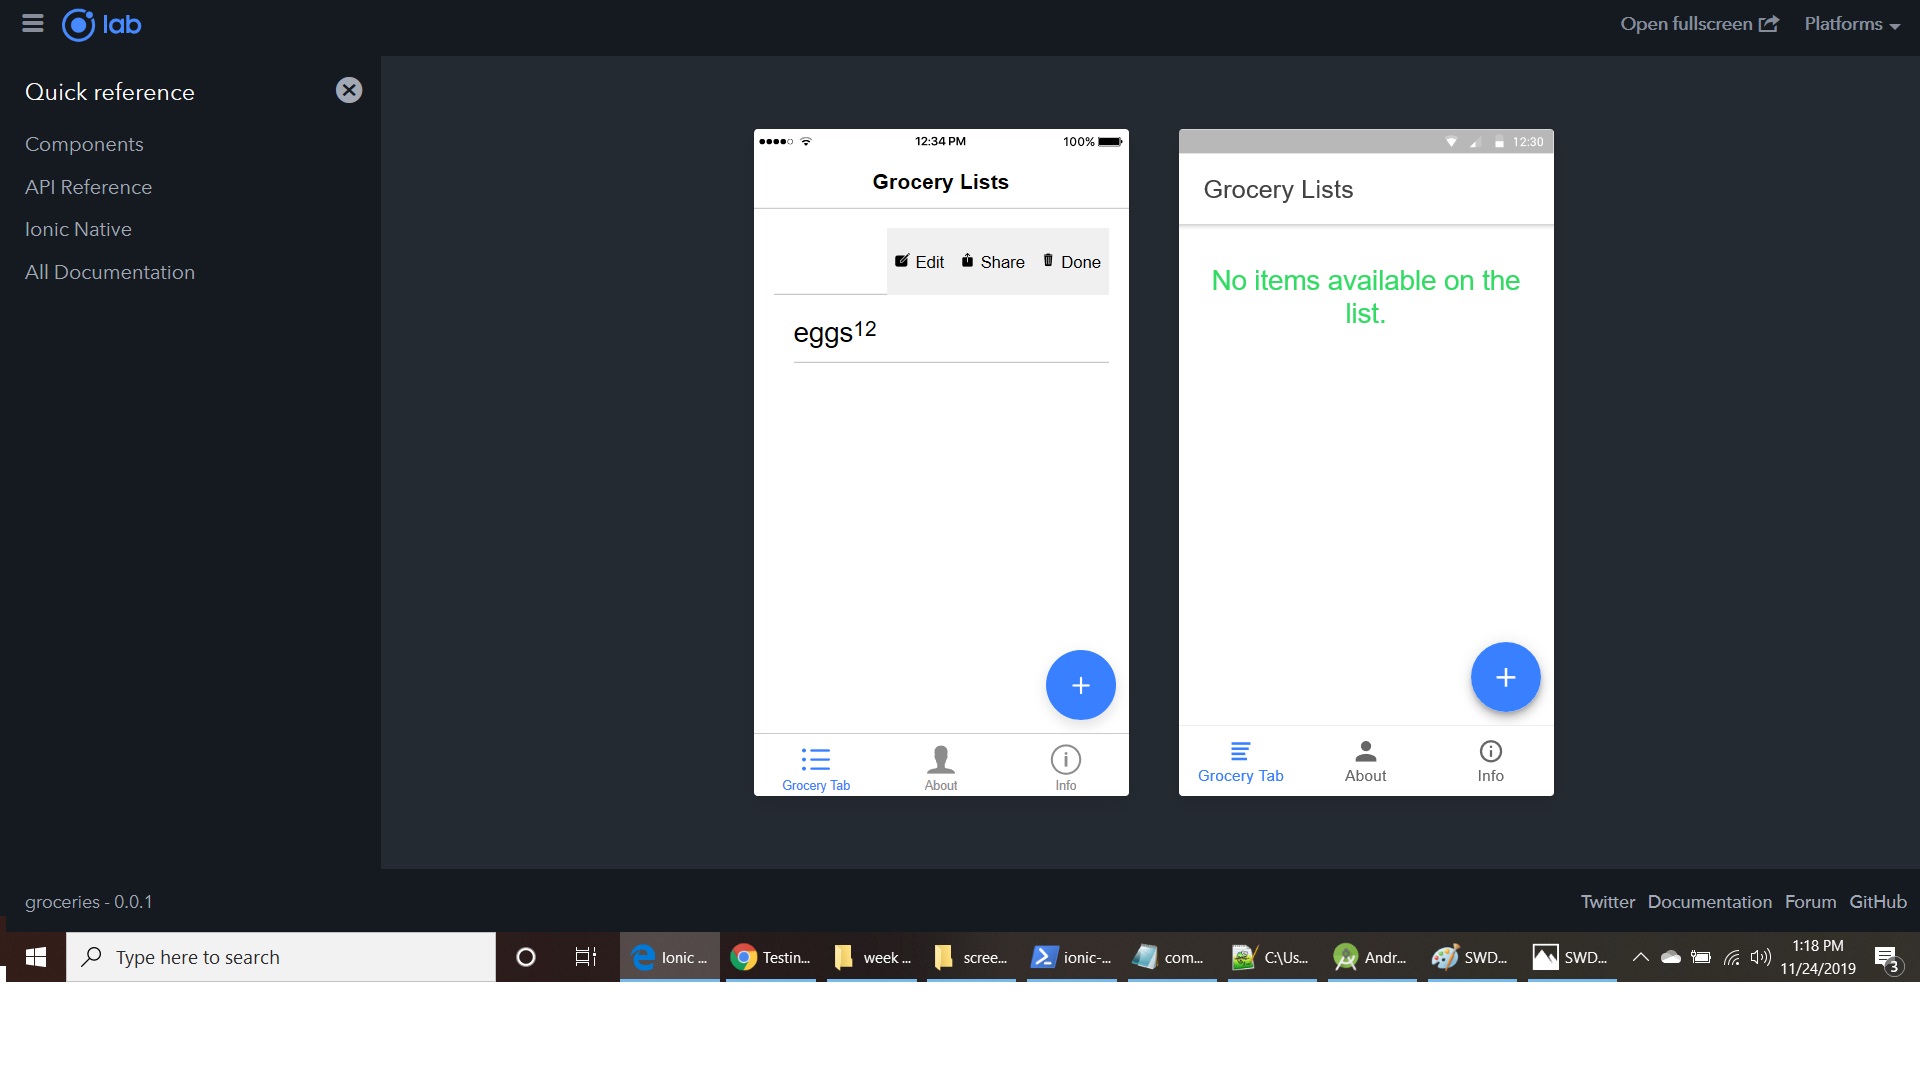 lab
Open fullscreen Platforms
Quick reference
Components
API Reference
Ionic Native
All Documentation
12:34 PM 100%
Grocery Lists
Edit Share Done
eggs12
Grocery Tab About Info
12:30
Grocery Lists
No items available on the
list.
Grocery Tab About Info
groceries - 0.0.1
Twitter Documentation Forum GitHub
Type here to search
Ionic ... Testin... week ... scree... ionic-... com... C:\Us... Andr... SWD... SWD...
1:18 PM
11/24/2019
3